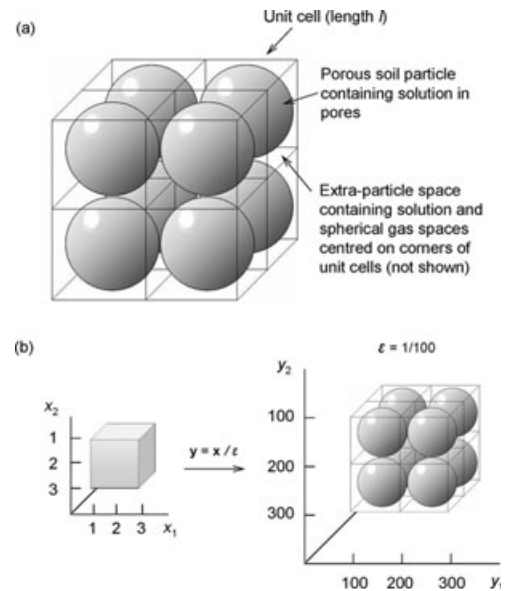 (a)
Unit cell (length l)
Porous soil particle
containing solution in
pores
Extra-particle space
containing solution and
spherical gas spaces
centred on corners of
unit cells (not shown)
(b)
ε = 1/100
y2
x2
1
2
3
y = x / ε
1 2 3 x1
100
200
300
100 200 300